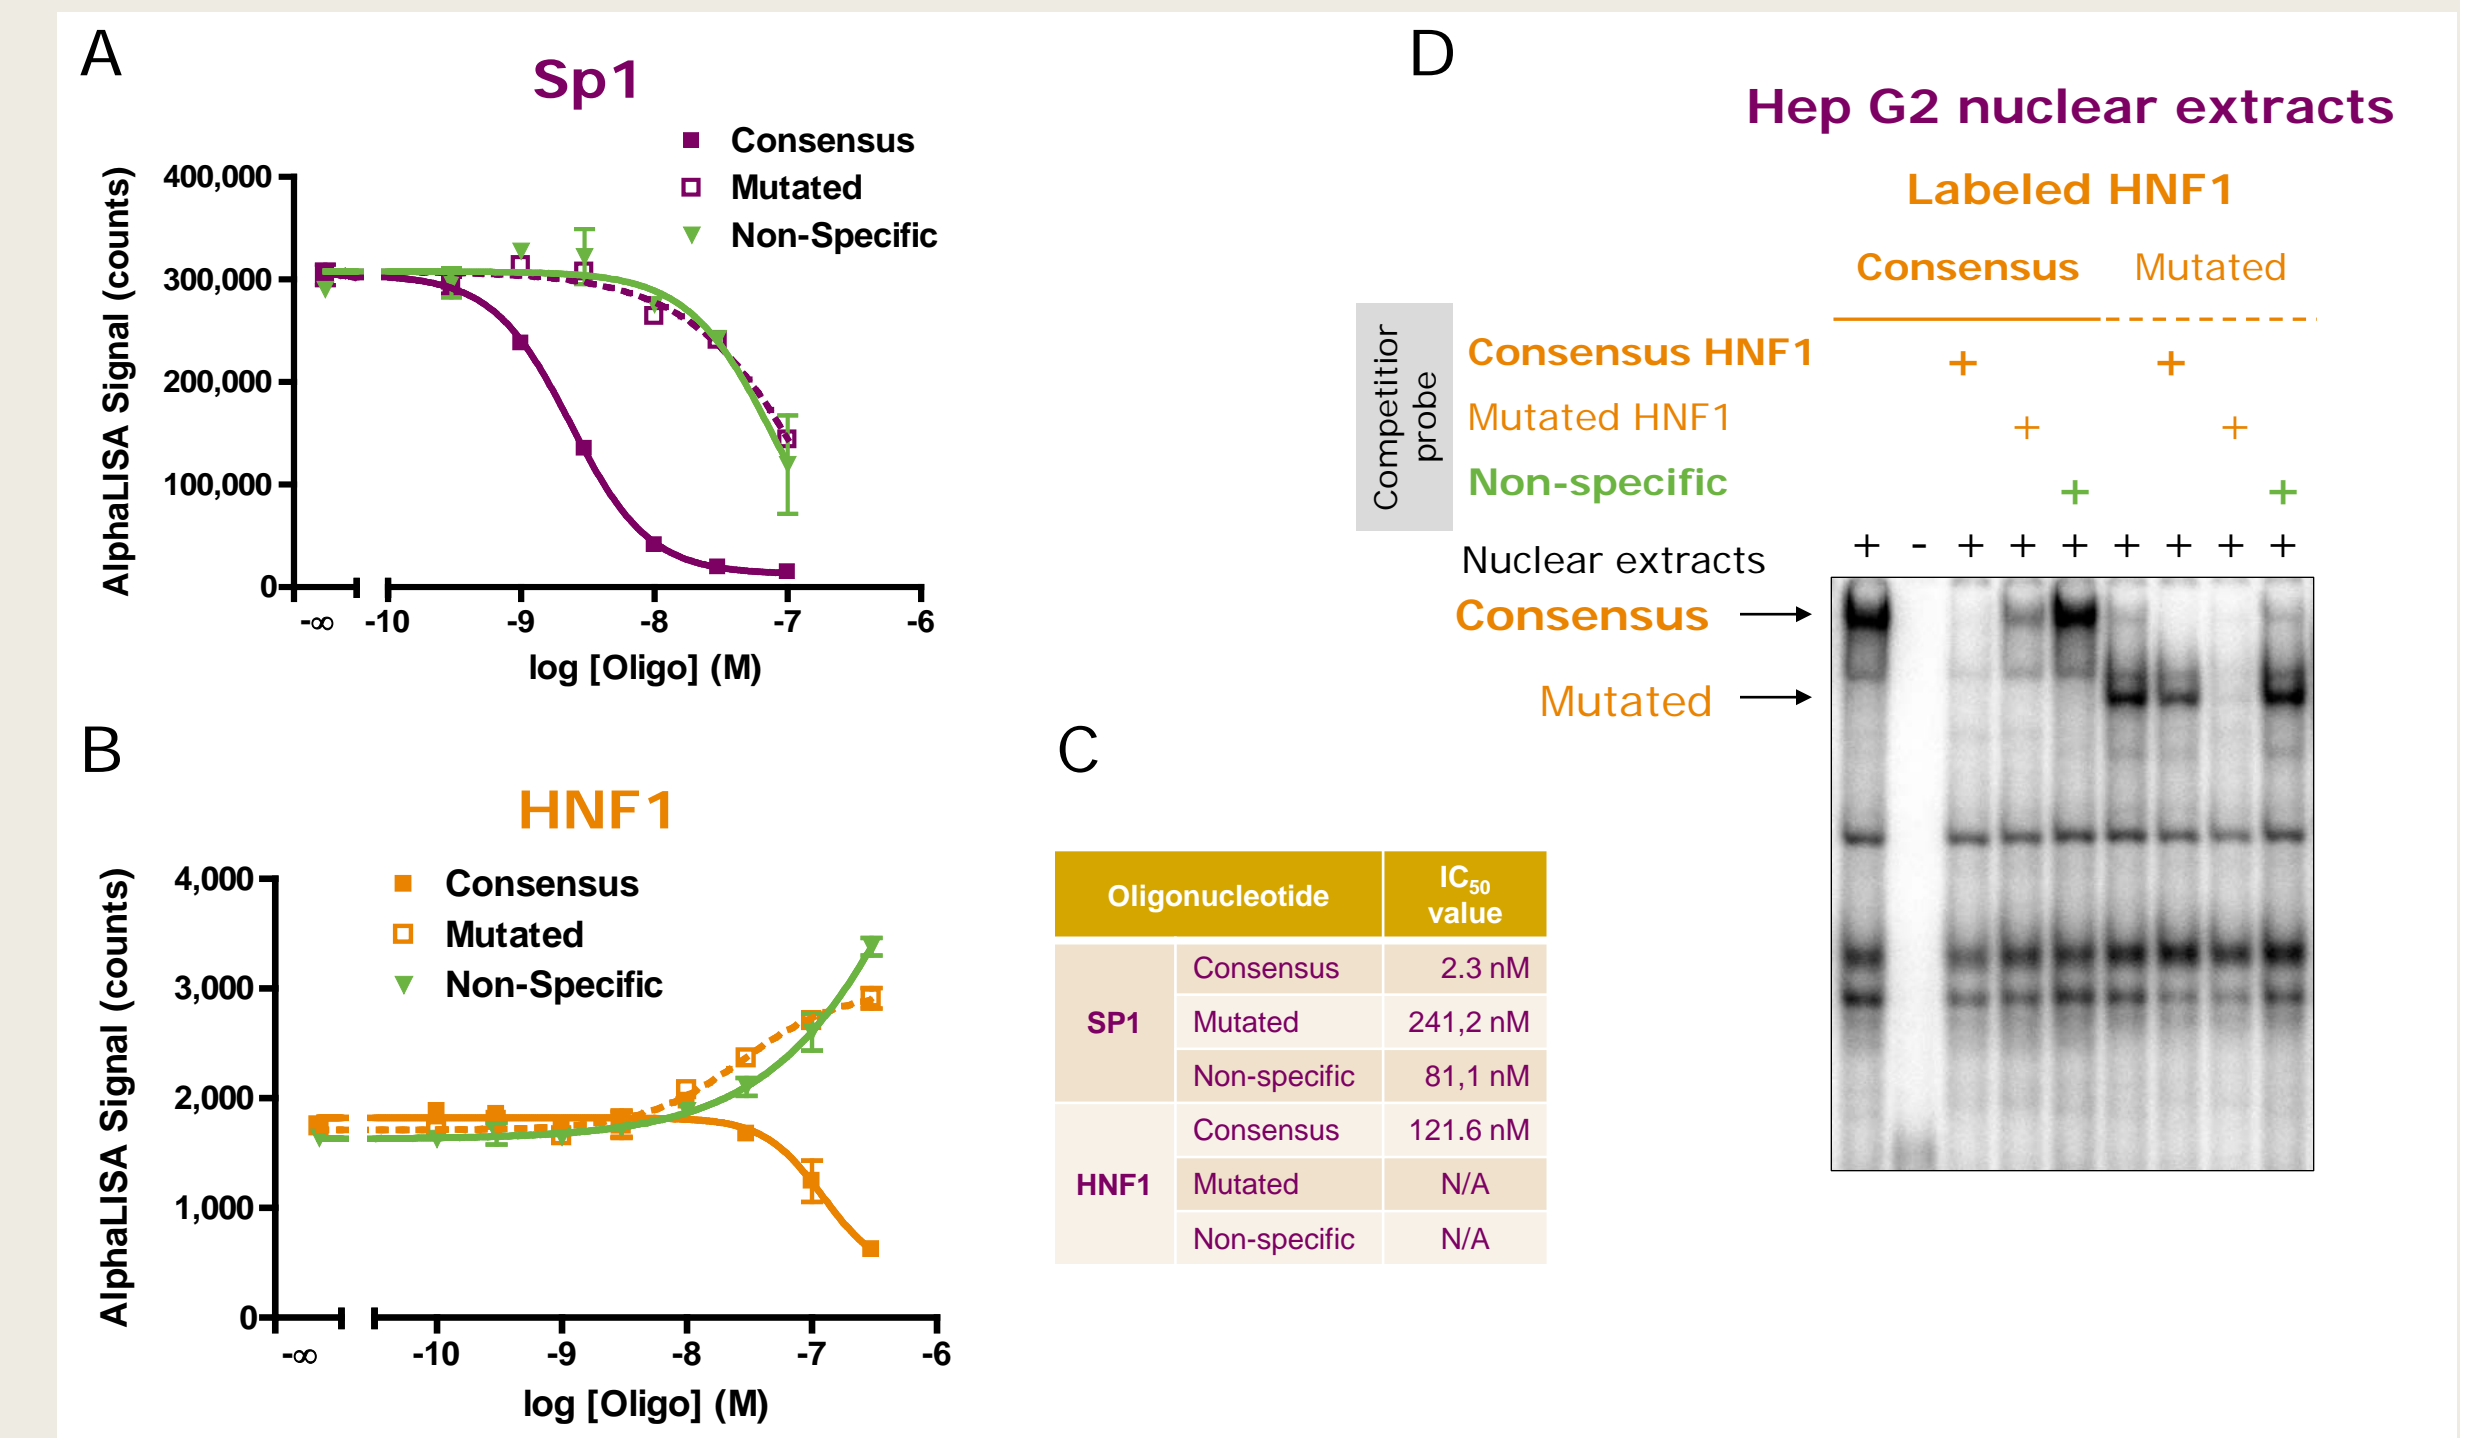 A
Sp1
Consensus
Mutated
Non-Specific
AlphaLISA Signal (counts)
400,000
300,000
200,000
100,000
0
-∞ -10 -9 -8 -7 -6
log [Oligo] (M)
B
HNF1
Consensus
Mutated
Non-Specific
AlphaLISA Signal (counts)
4,000
3,000
2,000
1,000
0
-∞ -10 -9 -8 -7 -6
log [Oligo] (M)
C
Oligonucleotide IC50 value
SP1
Consensus 2.3 nM
Mutated 241,2 nM
Non-specific 81,1 nM
HNF1
Consensus 121.6 nM
Mutated N/A
Non-specific N/A
D
Hep G2 nuclear extracts
Labeled HNF1
Consensus Mutated
Competitior
probe
Consensus HNF1 + +
Mutated HNF1 + +
Non-specific + +
Nuclear extracts + - + + + + + + +
Consensus
Mutated